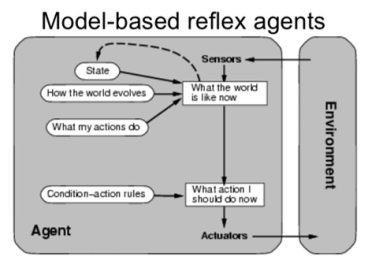 Model-based reflex agents
Sensors
State
How the world evolves
What the world
is like now
What my actions do
Condition-action rules
What action I
should do now
Agent
Actuators
Environment